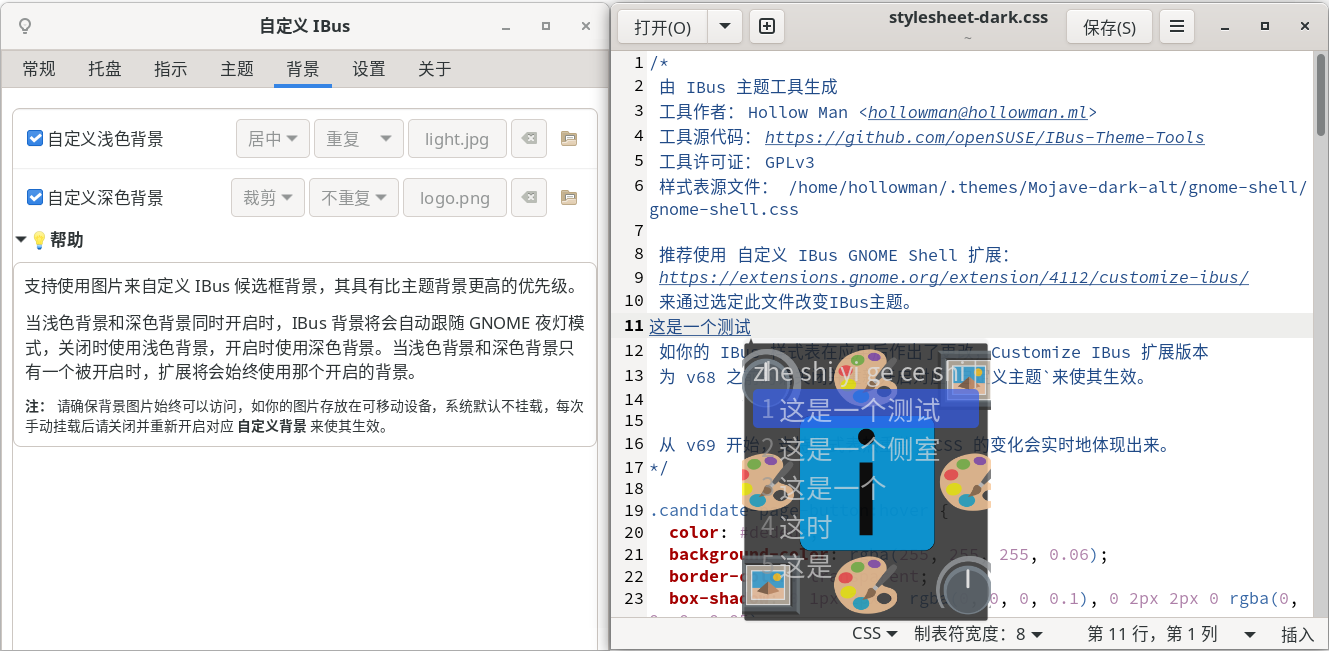 自定义 IBus
常规 托盘 指示 主题 背景 设置 关于
自定义浅色背景 居中 重复 light.jpg
自定义深色背景 裁剪 不重复 logo.png
帮助
支持使用图片来自定义 IBus 候选框背景，其具有比主题背景更高的优先级。
当浅色背景和深色背景同时开启时，IBus 背景将会自动跟随 GNOME 夜灯模
式，关闭时使用浅色背景，开启时使用深色背景。当浅色背景和深色背景只
有一个被开启时，扩展将会始终使用那个开启的背景。
注： 请确保背景图片始终可以访问，如你的图片存放在可移动设备，系统默认不挂载，每次
手动挂载后请关闭并重新开启对应 自定义背景 来使其生效。
打开(O) stylesheet-dark.css 保存(S)
~
1 /*
2 由 IBus 主题工具生成
3 工具作者： Hollow Man <hollowman@hollowman.ml>
4 工具源代码： https://github.com/openSUSE/IBus-Theme-Tools
5 工具许可证： GPLv3
6 样式表源文件： /home/hollowman/.themes/Mojave-dark-alt/gnome-shell/
gnome-shell.css
7
8 推荐使用 自定义 IBus GNOME Shell 扩展：
9 https://extensions.gnome.org/extension/4112/customize-ibus/
10 来通过选定此文件改变IBus主题。
11 这是一个测试
12 如你的 IBus 样式表在应用后作出了更改，Customize IBus 扩展版本
13 为 v68 之 义主题`来使其生效。
14
15
16 从 v69 开始， CSS 的变化会实时地体现出来。
17 */
18
19 .candidate-page-button:hover {
20 color:
21 background-color: rgba(255, 255, 255, 0.06);
22
23 0, 0, 0.1), 0 2px 2px 0 rgba(0,
zhe shi yi ge ce shi
1 这是一个测试
2 这是一个侧室
3 这是一个
4 这时
5 这是
CSS 制表符宽度： 8 第 11 行，第 1 列 插入